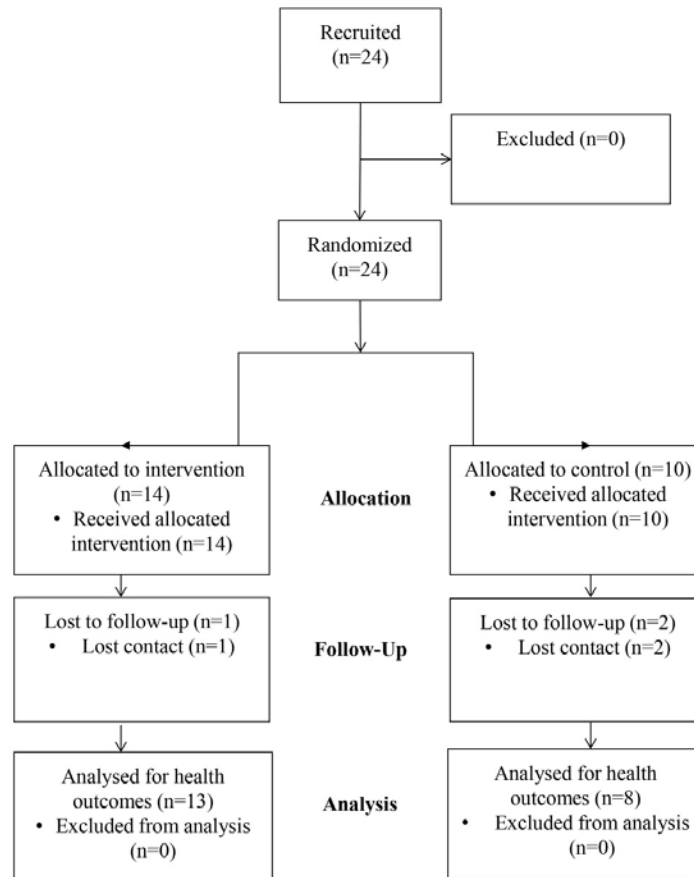 Recruited
(n=24)
Excluded (n=0)
Randomized
(n=24)
Allocated to intervention
(n=14)
• Received allocated
intervention (n=14)
Allocation
Allocated to control (n=10)
• Received allocated
intervention (n=10)
Lost to follow-up (n=1)
• Lost contact (n=1)
Follow-Up
Lost to follow-up (n=2)
• Lost contact (n=2)
Analysed for health
outcomes (n=13)
• Excluded from analysis
(n=0)
Analysis
Analysed for health
outcomes (n=8)
• Excluded from analysis
(n=0)